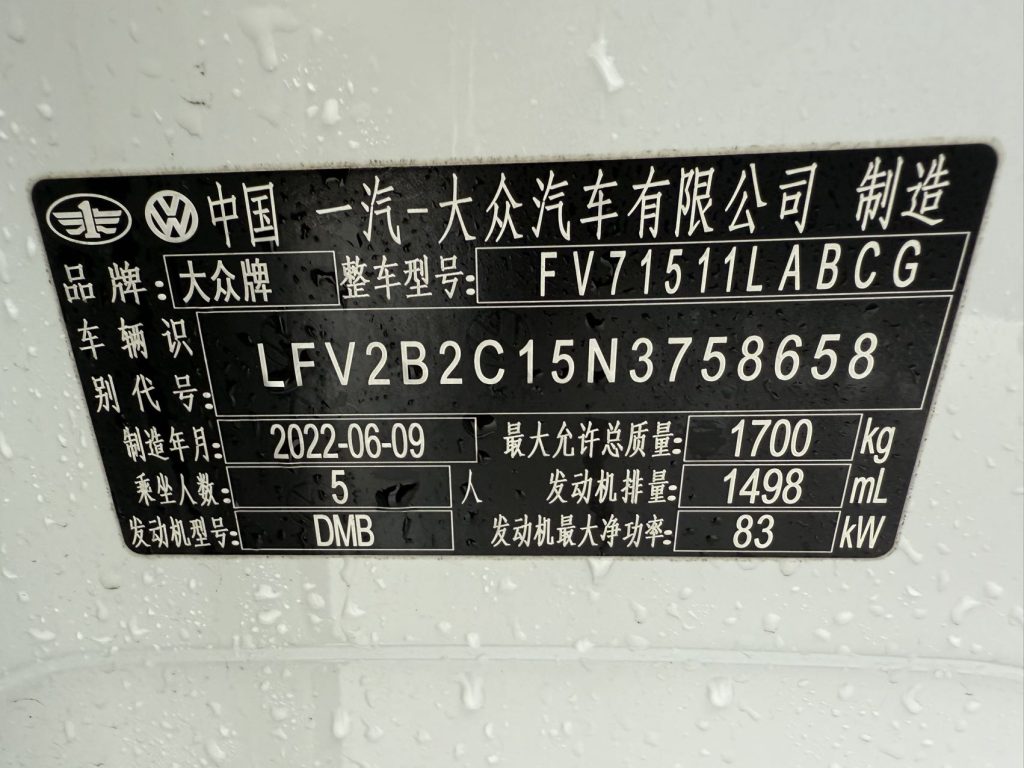 中国 一汽-大众汽车有限公司 制造
品牌: 大众牌 整车型号: FV71511LABCG
车辆识
别代号: LFV2B2C15N3758658
制造年月: 2022-06-09 最大允许总质量: 1700 kg
乘坐人数: 5 人 发动机排量: 1498 mL
发动机型号: DMB 发动机最大净功率: 83 kW